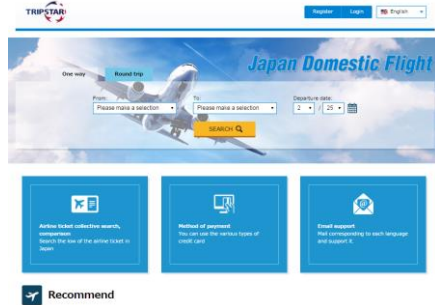 TRIPSTAR
Register Login English
Japan Domestic Flight
One way Round trip
From: To: Departure date:
Please make a selection Please make a selection 2 / 25
SEARCH
Airline ticket collective search, comparison
Search the low of the airline ticket in Japan
Method of payment
You can use the various types of credit card
Email support
Mail corresponding to each language and support it.
Recommend